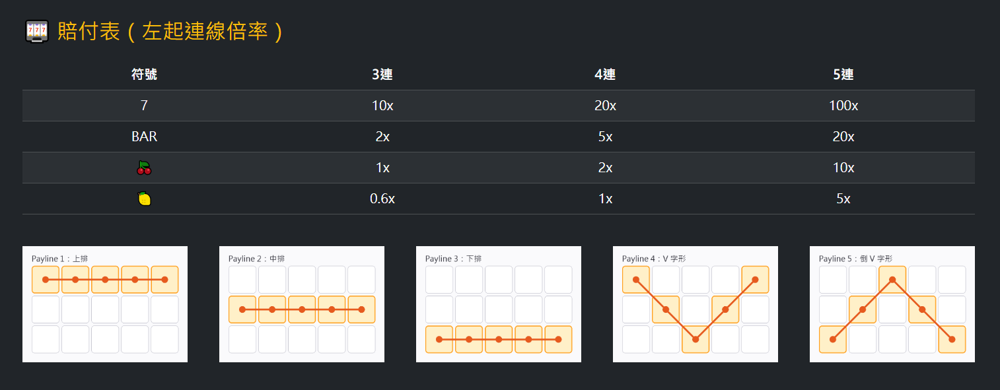 777 賠付表 ( 左起連線倍率 )
符號 3連 4連 5連
7 10x 20x 100x
BAR 2x 5x 20x
1x 2x 10x
0.6x 1x 5x
Payline 1：上排
Payline 2：中排
Payline 3：下排
Payline 4：V 字形
Payline 5：倒 V 字形